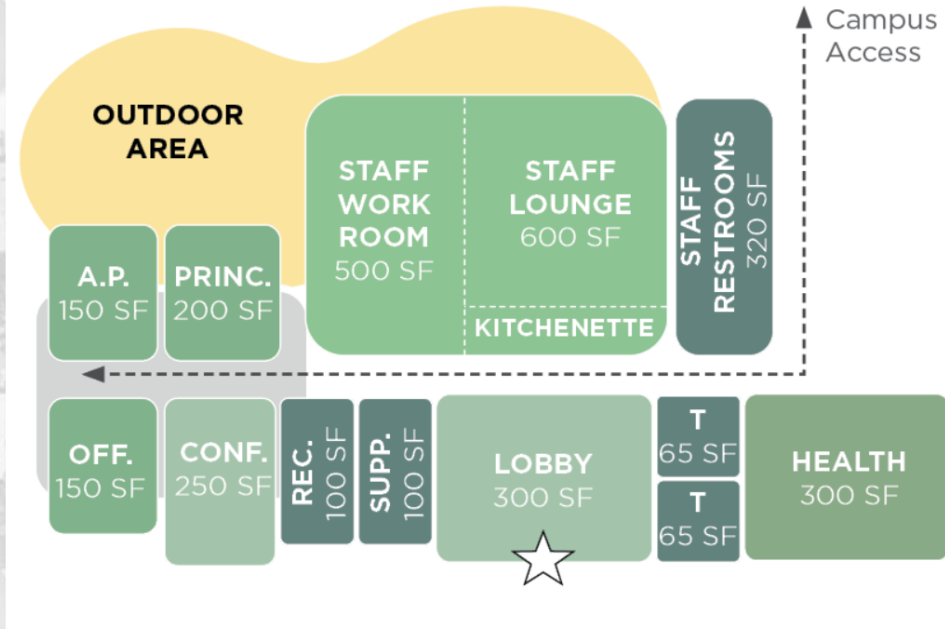 Campus
Access
OUTDOOR
AREA
STAFF
WORK
ROOM
500 SF
STAFF
LOUNGE
600 SF
KITCHENETTE
STAFF
RESTROOMS
320 SF
A.P.
150 SF
PRINC.
200 SF
OFF.
150 SF
CONF.
250 SF
REC.
100 SF
SUPP.
100 SF
LOBBY
300 SF
T
65 SF
T
65 SF
HEALTH
300 SF